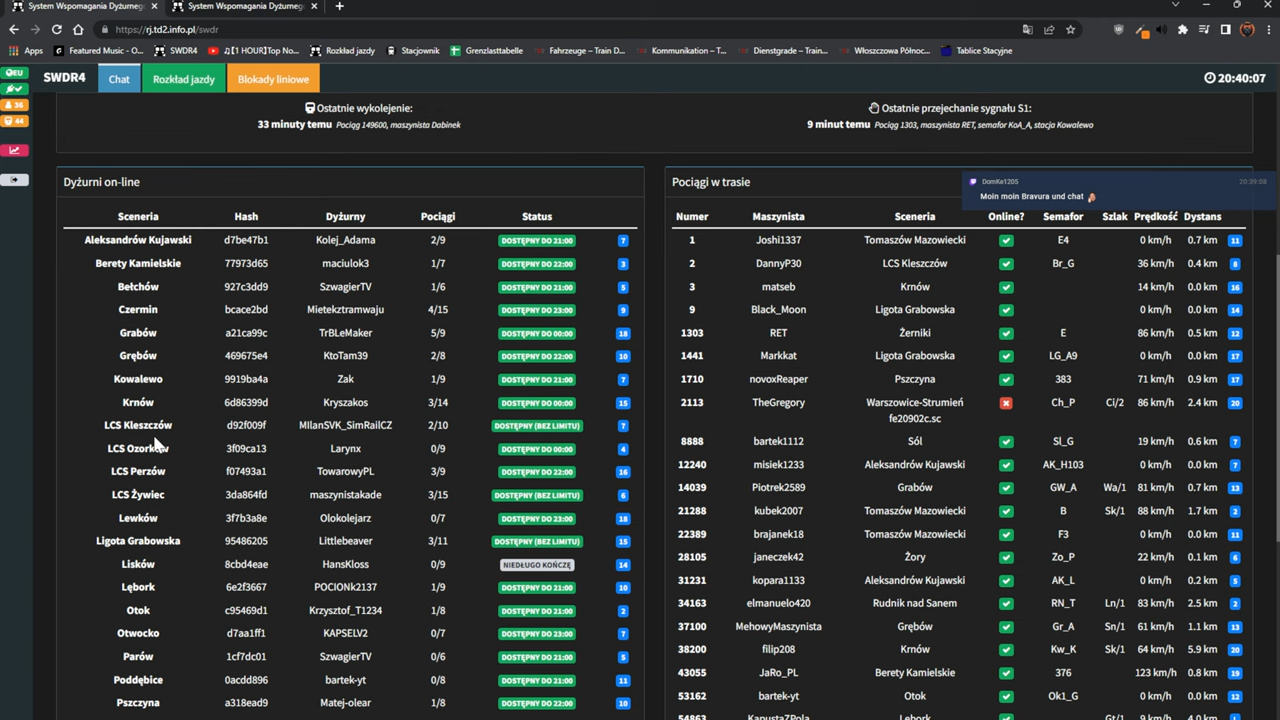 System Wspomagania Dyżurnego
System Wspomagania Dyżurnego
https://rj.td2.info.pl/swdr
Apps
Featured Music - O...
SWDR4
[1 HOUR]Top No...
Rozkład jazdy
Stacjownik
Grenzlasttabelle
Fahrzeuge – Train D...
Kommunikation – T...
Dienstgrade – Train...
Włoszczowa Północ...
Tablice Stacyjne
EU
36
44
SWDR4
Chat
Rozkład jazdy
Blokady liniowe
20:40:07
Ostatnie wykolejenie:
33 minuty temu Pociąg 149600, maszynista Dabinek
Ostatnie przejechanie sygnału S1:
9 minut temu Pociąg 1303, maszynista RET, semafor KoA_A, stacja Kowalewo
Dyżurni on-line
Sceneria Hash Dyżurny Pociągi Status
Aleksandrów Kujawski d7be47b1 Kolej_Adama 2/9 DOSTĘPNY DO 21:00 7
Berety Kamielskie 77973d65 maciulok3 1/7 DOSTĘPNY DO 22:00 3
Bełchów 927c3dd9 SzwagierTV 1/6 DOSTĘPNY DO 21:00 5
Czermin bcace2bd Mietekztramwaju 4/15 DOSTĘPNY DO 23:00 9
Grabów a21ca99c TrBLeMaker 5/9 DOSTĘPNY DO 00:00 18
Grębów 469675e4 KtoTam39 2/8 DOSTĘPNY DO 22:00 10
Kowalewo 9919ba4a Zak 1/9 DOSTĘPNY DO 21:00 7
Krnów 6d86399d Kryszakos 3/14 DOSTĘPNY DO 00:00 15
LCS Kleszczów d92f009f MIlanSVK_SimRailCZ 2/10 DOSTĘPNY (BEZ LIMITU) 7
LCS Ozorków 3f09ca13 Larynx 0/9 DOSTĘPNY DO 00:00 4
LCS Perzów f07493a1 TowarowyPL 3/9 DOSTĘPNY DO 22:00 16
LCS Żywiec 3da864fd maszynistakade 3/15 DOSTĘPNY (BEZ LIMITU) 6
Lewków 3f7b3a8e Olokolejarz 0/7 DOSTĘPNY DO 23:00 18
Ligota Grabowska 95486205 Littlebeaver 3/11 DOSTĘPNY (BEZ LIMITU) 15
Lisków 8cbd4eae HansKloss 0/9 NIEDŁUGO KOŃCZĘ 14
Lębork 6e2f3667 POCIONk2137 1/9 DOSTĘPNY DO 21:00 10
Otok c95469d1 Krzysztof_T1234 1/8 DOSTĘPNY DO 21:00 2
Otwocko d7aa1ff1 KAPSELV2 0/7 DOSTĘPNY DO 23:00 7
Parów 1cf7dc01 SzwagierTV 0/6 DOSTĘPNY DO 21:00 5
Poddębice 0acdd896 bartek-yt 0/8 DOSTĘPNY DO 21:00 11
Pszczyna a318ead9 Matej-olear 1/8 DOSTĘPNY DO 22:00 10
Pociągi w trasie
DomKe1205 20:39:08
Moin moin Bravura und chat
Numer Maszynista Sceneria Online? Semafor Szlak Prędkość Dystans
1 Joshi1337 Tomaszów Mazowiecki E4 0 km/h 0.7 km 11
2 DannyP30 LCS Kleszczów Br_G 36 km/h 0.4 km 8
3 matseb Krnów 14 km/h 0.0 km 16
9 Black_Moon Ligota Grabowska 0 km/h 0.0 km 14
1303 RET Żerniki E 86 km/h 0.5 km 12
1441 Markkat Ligota Grabowska LG_A9 0 km/h 0.0 km 17
1710 novoxReaper Pszczyna 383 71 km/h 0.9 km 17
2113 TheGregory Warszowice-Strumień Ch_P Ci/2 86 km/h 2.4 km 20
fe20902c.sc
8888 bartek1112 Sól Sl_G 19 km/h 0.6 km 7
12240 misiek1233 Aleksandrów Kujawski AK_H103 0 km/h 0.0 km 7
14039 Piotrek2589 Grabów GW_A Wa/1 81 km/h 0.7 km 13
21288 kubek2007 Tomaszów Mazowiecki B Sk/1 88 km/h 1.7 km 2
22389 brajanek18 Tomaszów Mazowiecki F3 0 km/h 0.0 km 11
28105 janeczek42 Żory Zo_P 22 km/h 0.1 km 6
31231 kopara1133 Aleksandrów Kujawski AK_L 0 km/h 0.2 km 5
34163 elmanuelo420 Rudnik nad Sanem RN_T Ln/1 83 km/h 2.5 km 2
37100 MehowyMaszynista Grębów Gr_A Sn/1 61 km/h 1.1 km 13
38200 filip208 Krnów Kw_K Sk/1 64 km/h 5.9 km 20
43055 JaRo_PL Berety Kamielskie 376 123 km/h 0.8 km 19
53162 bartek-yt Otok Ok1_G 0 km/h 0.0 km 12
54863 KapustaZPola Lębork Gt/1 9 km/h 4.0 km